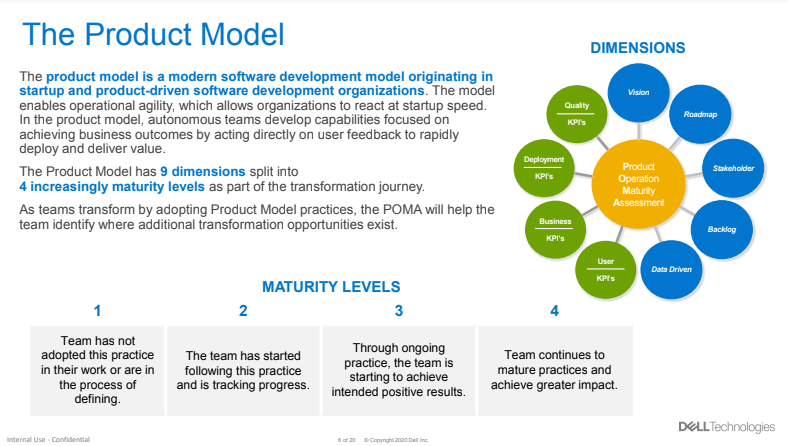 The Product Model
The product model is a modern software development model originating in
startup and product-driven software development organizations. The model
enables operational agility, which allows organizations to react at startup speed.
In the product model, autonomous teams develop capabilities focused on
achieving business outcomes by acting directly on user feedback to rapidly
deploy and deliver value.
The Product Model has 9 dimensions split into
4 increasingly maturity levels as part of the transformation journey.
As teams transform by adopting Product Model practices, the POMA will help the
team identify where additional transformation opportunities exist.
DIMENSIONS
Vision
Roadmap
Stakeholder
Backlog
Data Driven
User
KPI's
Business
KPI's
Deployment
KPI's
Quality
KPI's
Product
Operation
Maturity
Assessment
MATURITY LEVELS
1
2
3
4
Team has not
adopted this practice
in their work or are in
the process of
defining.
The team has started
following this practice
and is tracking progress.
Through ongoing
practice, the team is
starting to achieve
intended positive results.
Team continues to
mature practices and
achieve greater impact.
DELLTechnologies
Internal Use - Confidential
6 of 20 © Copyright 2020 Dell Inc.